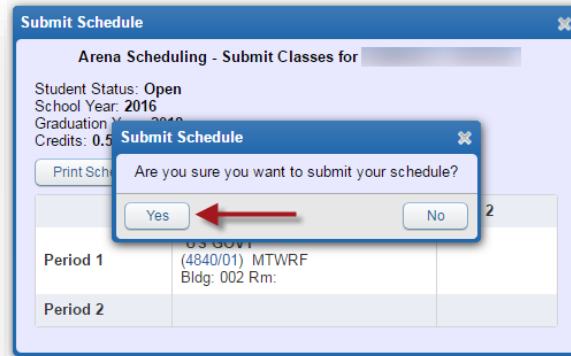 Submit Schedule
Arena Scheduling - Submit Classes for
Student Status: Open
School Year: 2016
Graduation
Credits: 0.5
Submit Schedule
Are you sure you want to submit your schedule?
Print Sch
Yes
No
2
US GOVT
Period 1
(4840/01) MTWRF
Bldg: 002 Rm:
Period 2